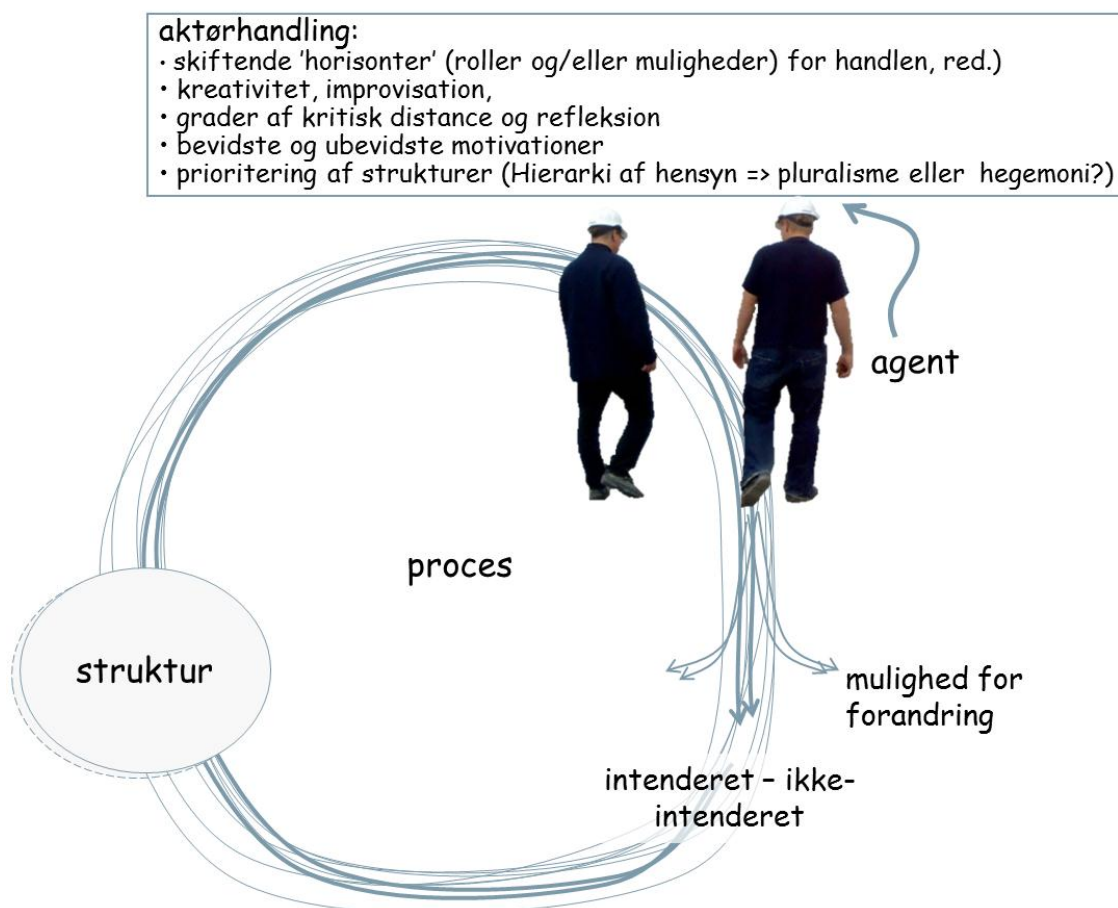 aktørhandling:
• skiftende ’horisonter’ (roller og/eller muligheder) for handlen, red.)
• kreativitet, improvisation,
• grader af kritisk distance og refleksion
• bevidste og ubevidste motivationer
• prioritering af strukturer (Hierarki af hensyn => pluralisme eller hegemoni?)
agent
proces
struktur
mulighed for
forandring
intenderet – ikke-
intenderet